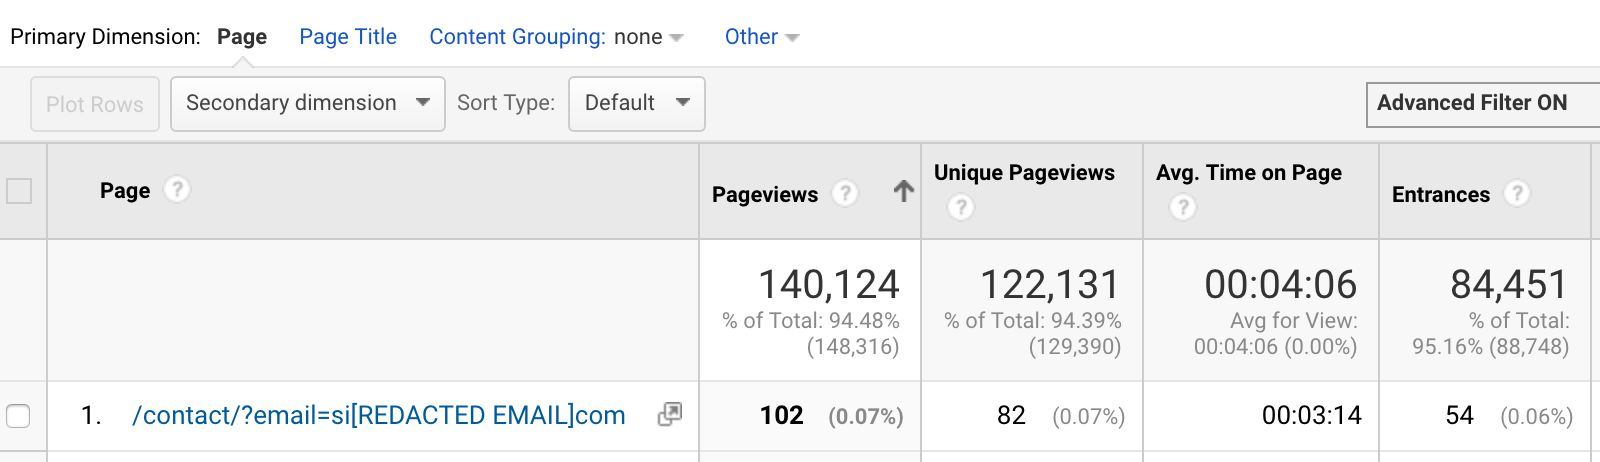 Primary Dimension: Page Page Title Content Grouping: none Other
Plot Rows Secondary dimension Sort Type: Default Advanced Filter ON
Page ? Pageviews ? Unique Pageviews ? Avg. Time on Page ? Entrances ?
140,124 122,131 00:04:06 84,451
% of Total: 94.48% % of Total: 94.39% Avg for View: % of Total:
(148,316) (129,390) 00:04:06 (0.00%) 95.16% (88,748)
1. /contact/?email=si[REDACTED EMAIL]com 102 (0.07%) 82 (0.07%) 00:03:14 54 (0.06%)